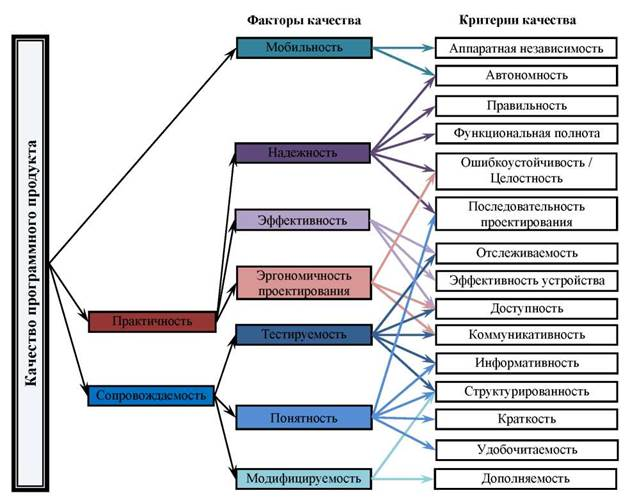 Факторы качества
Критерии качества
Качество программного продукта
Практичность
Сопровождаемость
Мобильность
Надежность
Эффективность
Эргономичность
проектирования
Тестируемость
Понятность
Модифицируемость
Аппаратная независимость
Автономность
Правильность
Функциональная полнота
Ошибкоустойчивость /
Целостность
Последовательность
проектирования
Отслеживаемость
Эффективность устройства
Доступность
Коммуникативность
Информативность
Структурированность
Краткость
Удобочитаемость
Дополняемость